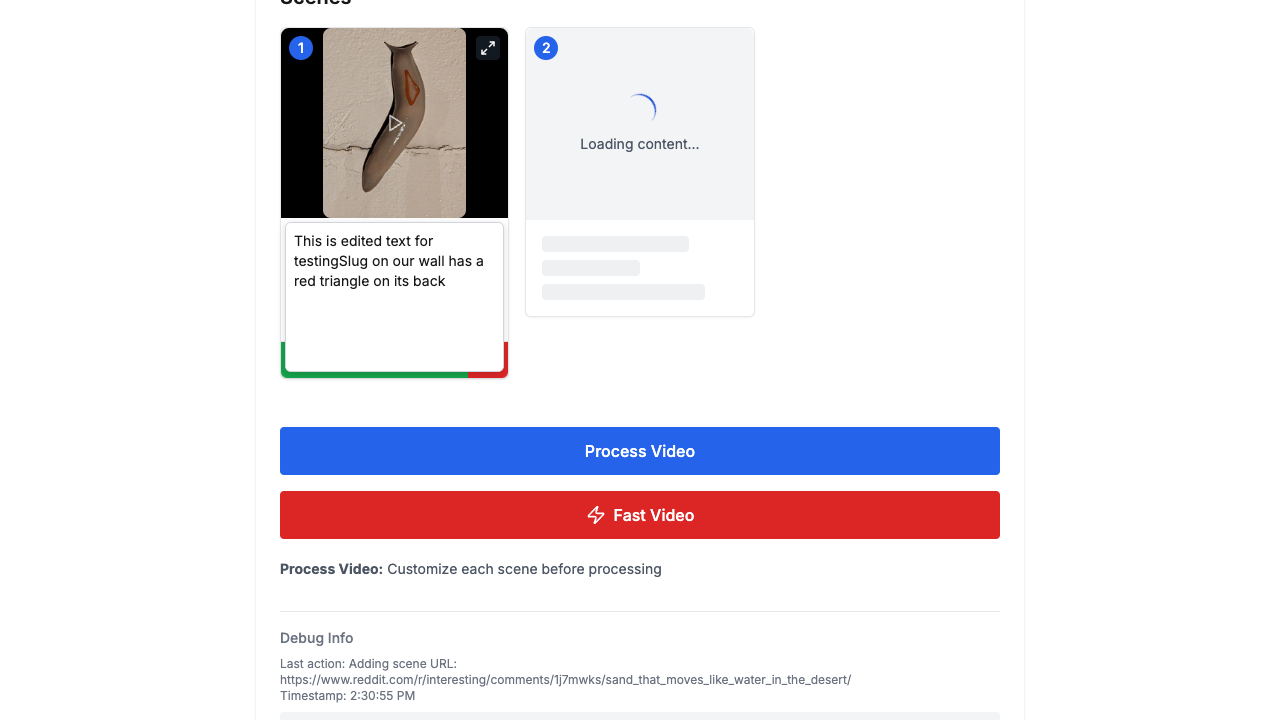 Scenes
1
2
Loading content...
This is edited text for
testingSlug on our wall has a
red triangle on its back
Process Video
Fast Video
Process Video: Customize each scene before processing
Debug Info
Last action: Adding scene URL:
https://www.reddit.com/r/interesting/comments/1j7mwks/sand_that_moves_like_water_in_the_desert/
Timestamp: 2:30:55 PM